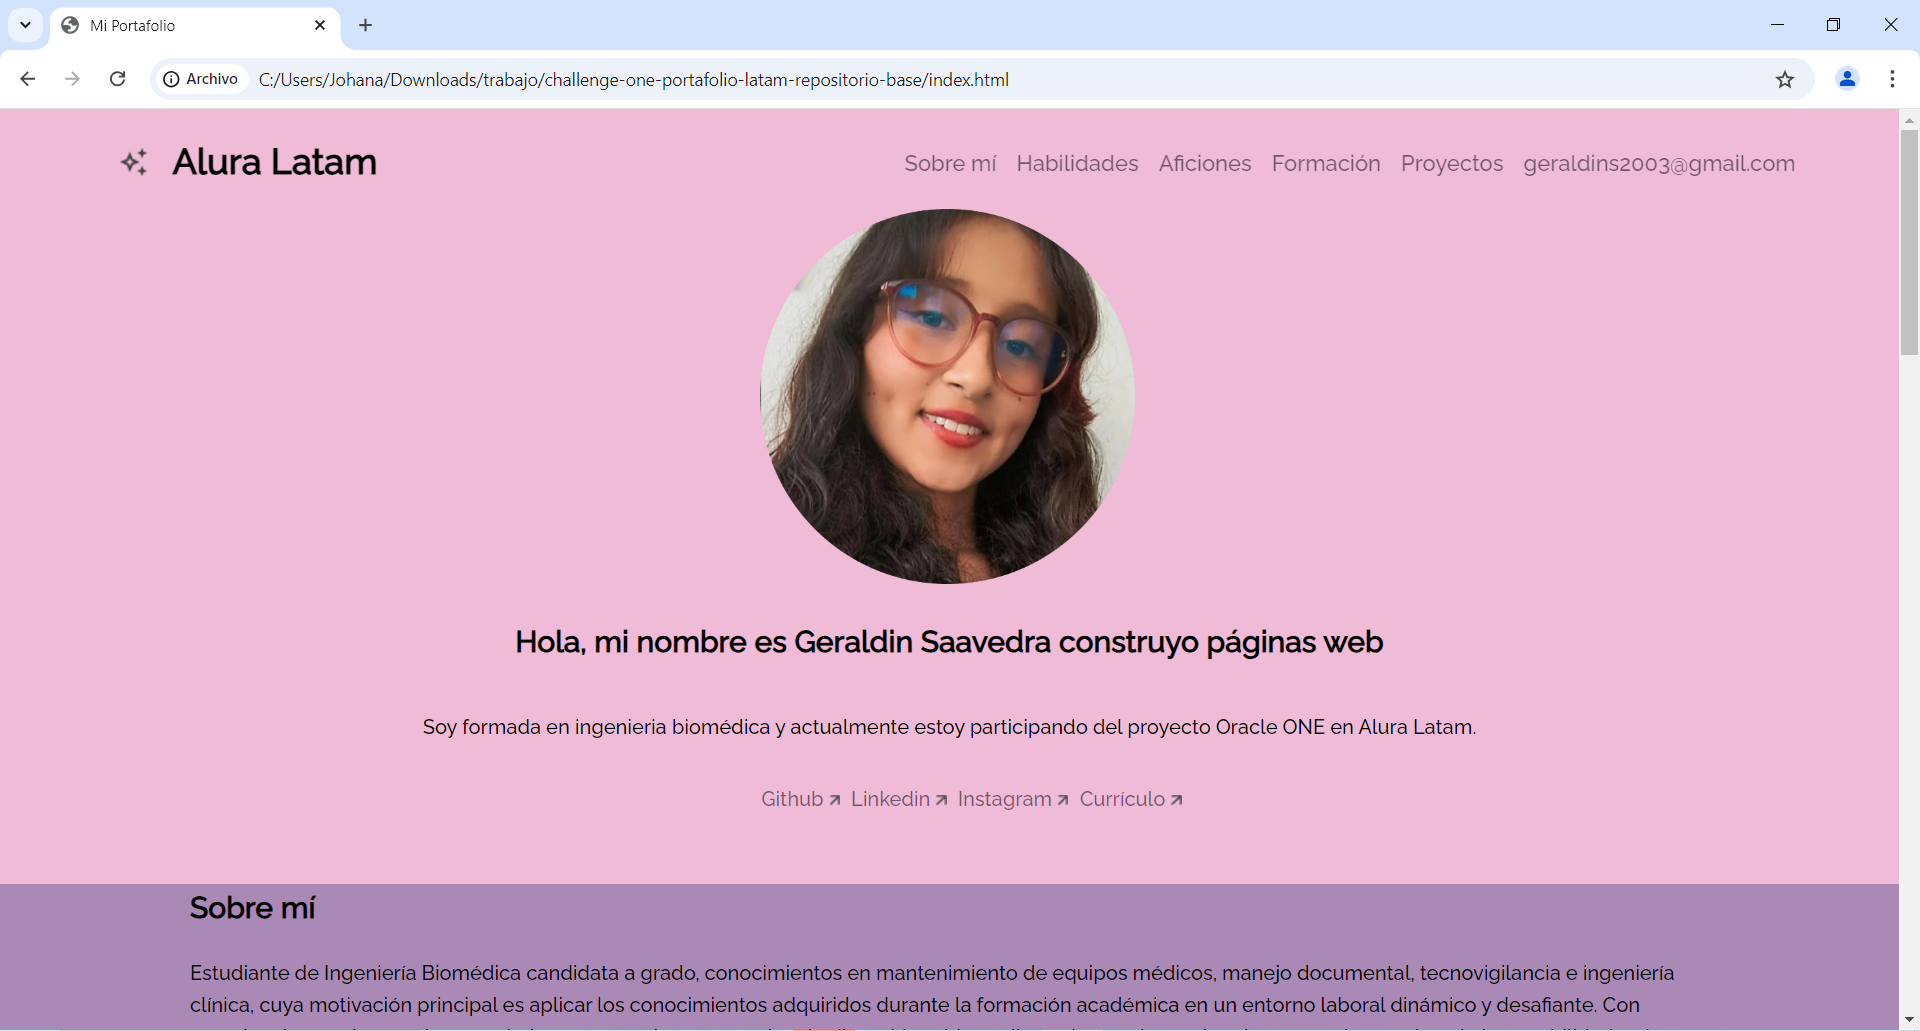 Mi Portafolio
Archivo
C:/Users/Johana/Downloads/trabajo/challenge-one-portafolio-latam-repositorio-base/index.html
Alura Latam
Sobre mí Habilidades Aficiones Formación Proyectos geraldins2003@gmail.com
Hola, mi nombre es Geraldin Saavedra construyo páginas web
Soy formada en ingenieria biomédica y actualmente estoy participando del proyecto Oracle ONE en Alura Latam.
Github Linkedin Instagram Currículo
Sobre mí
Estudiante de Ingeniería Biomédica candidata a grado, conocimientos en mantenimiento de equipos médicos, manejo documental, tecnovigilancia e ingeniería
clínica, cuya motivación principal es aplicar los conocimientos adquiridos durante la formación académica en un entorno laboral dinámico y desafiante. Con